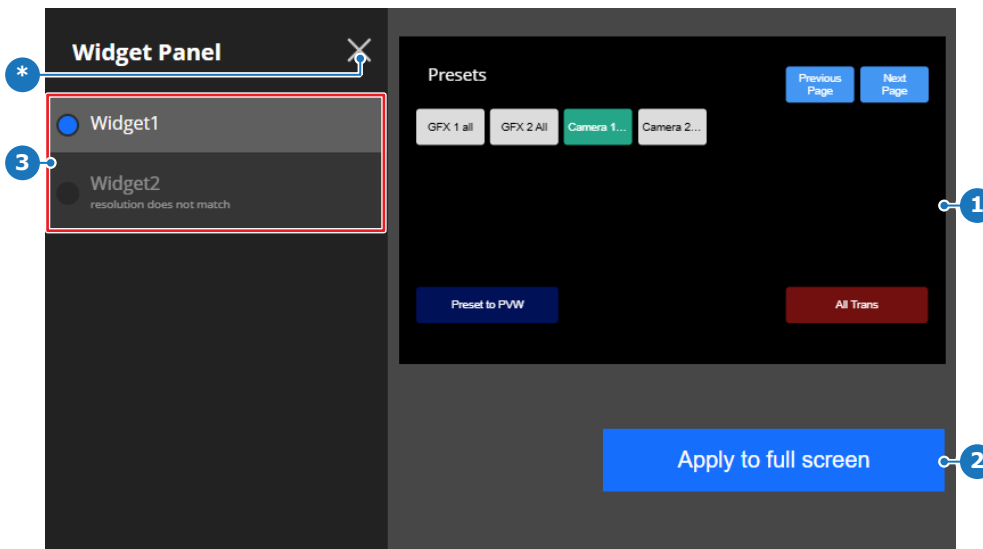 Widget Panel
*
Widget1
3
Widget2
resolution does not match
Presets
Previous
Page
Next
Page
GFX 1 all
GFX 2 All
Camera 1...
Camera 2...
1
Preset to PVW
All Trans
Apply to full screen
2